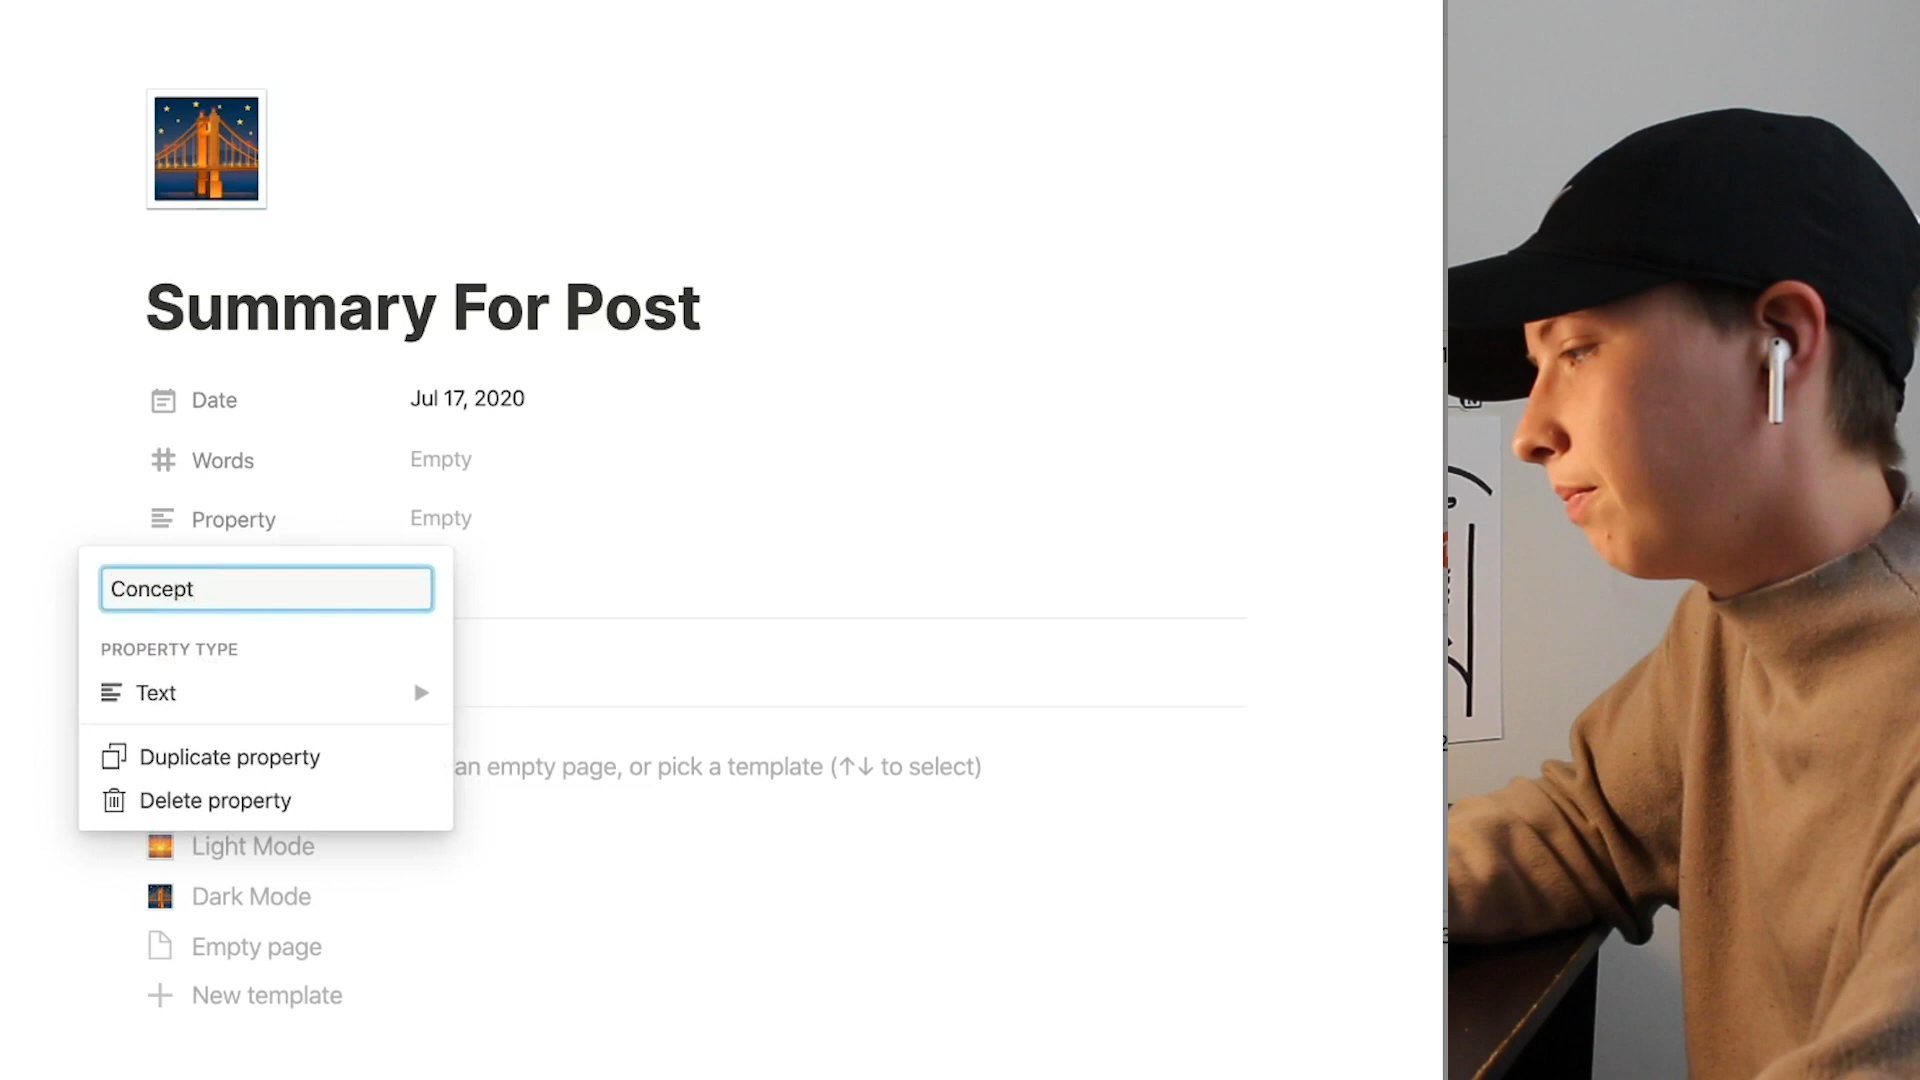 Summary For Post
Date Jul 17, 2020
Words Empty
Property Empty
Concept
PROPERTY TYPE
Text
Duplicate property
an empty page, or pick a template (↑↓ to select)
Delete property
Light Mode
Dark Mode
Empty page
New template